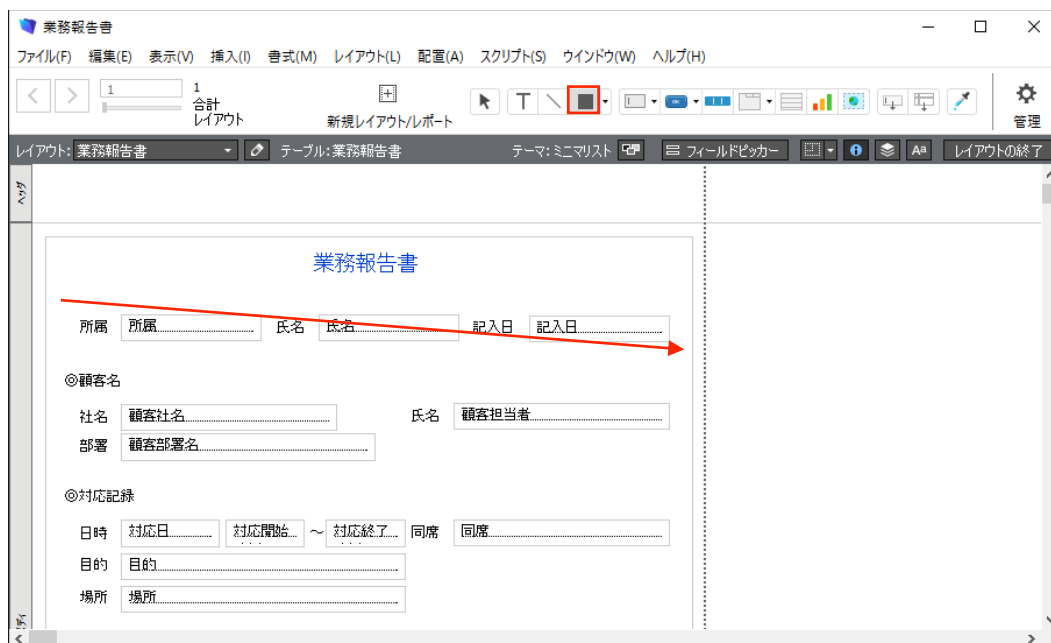 業務報告書
ファイル(F) 編集(E) 表示(V) 挿入(I) 書式(M) レイアウト(L) 配置(A) スクリプト(S) ウインドウ(W) ヘルプ(H)
1
1
合計
レイアウト
新規レイアウト/レポート
T
OK
管理
レイアウト: 業務報告書 テーブル: 業務報告書 テーマ: ミニマリスト フィールドピッカー Aa レイアウトの終了
ヘッダ
業務報告書
所属 所属 氏名 氏名 記入日 記入日
◎顧客名
社名 顧客社名 氏名 顧客担当者
部署 顧客部署名
◎対応記録
日時 対応日 対応開始 ～ 対応終了 同席 同席
目的 目的
場所 場所